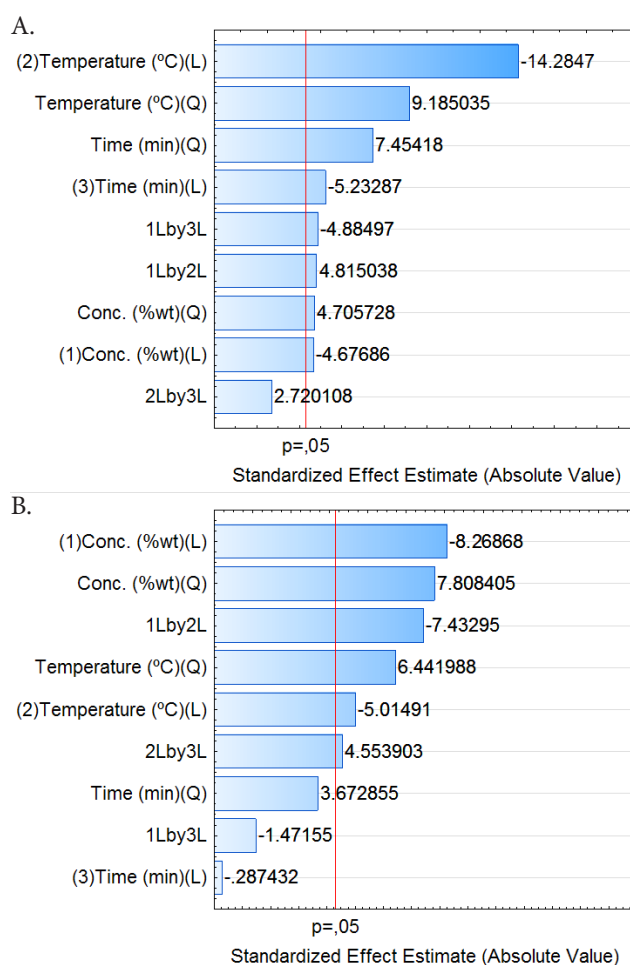 A.
(2)Temperature (ºC)(L) -14.2847
Temperature (ºC)(Q) 9.185035
Time (min)(Q) 7.45418
(3)Time (min)(L) -5.23287
1Lby3L -4.88497
1Lby2L 4.815038
Conc. (%wt)(Q) 4.705728
(1)Conc. (%wt)(L) -4.67686
2Lby3L 2.720108
p=,05
Standardized Effect Estimate (Absolute Value)
B.
(1)Conc. (%wt)(L) -8.26868
Conc. (%wt)(Q) 7.808405
1Lby2L -7.43295
Temperature (ºC)(Q) 6.441988
(2)Temperature (ºC)(L) -5.01491
2Lby3L 4.553903
Time (min)(Q) 3.672855
1Lby3L -1.47155
(3)Time (min)(L) -.287432
p=,05
Standardized Effect Estimate (Absolute Value)